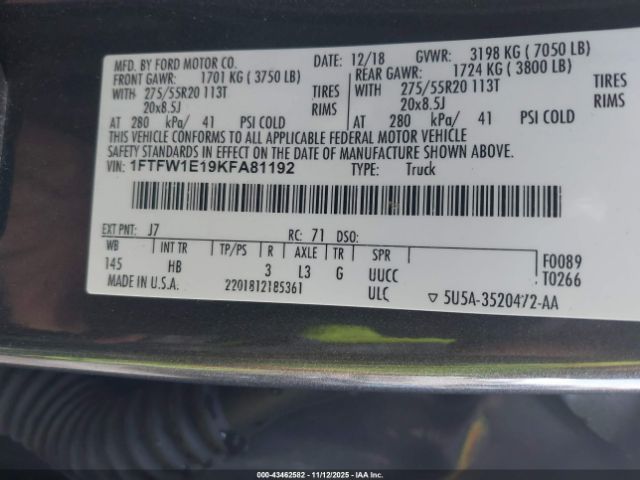 MFD. BY FORD MOTOR CO. DATE: 12/18 GVWR: 3198 KG ( 7050 LB)
FRONT GAWR: 1701 KG ( 3750 LB) REAR GAWR: 1724 KG ( 3800 LB)
WITH 275/55R20 113T TIRES WITH 275/55R20 113T TIRES
20x8.5J RIMS 20x8.5J RIMS
AT 280 kPa/ 41 PSI COLD AT 280 kPa/ 41 PSI COLD
THIS VEHICLE CONFORMS TO ALL APPLICABLE FEDERAL MOTOR VEHICLE
SAFETY STANDARDS IN EFFECT ON THE DATE OF MANUFACTURE SHOWN ABOVE.
VIN: 1FTFW1E19KFA81192 TYPE: Truck
EXT PNT: J7 RC: 71 DSO:
WB INT TR TP/PS R AXLE TR SPR F0089
145 HB 3 L3 G UUCC T0266
MADE IN U.S.A. 2201812185361 ULC ▽ 5U5A-3520472-AA
000-43462582 - 11/12/2025 - Copyright © IAA, LLC. All Rights Reserved.